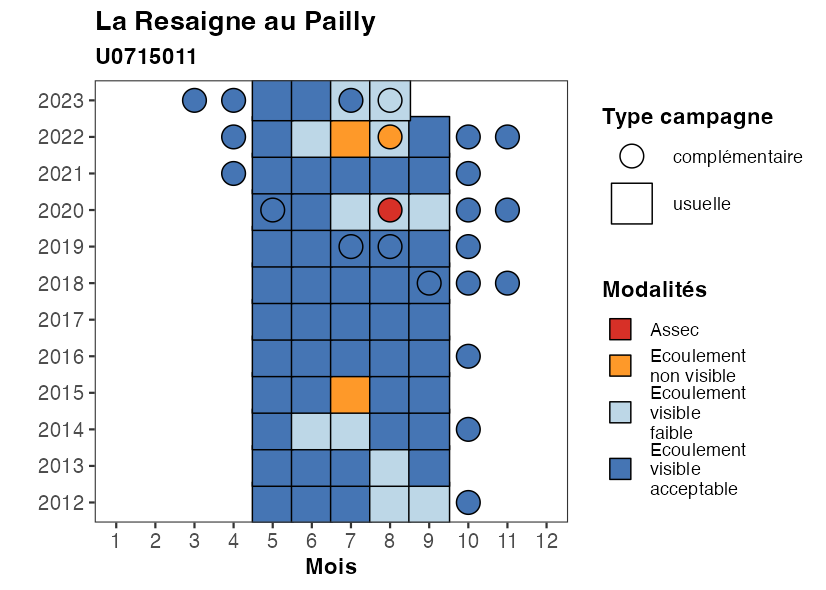 La Resaigne au Pailly
U0715011
2023
2022
2021
2020
2019
2018
2017
2016
2015
2014
2013
2012
1 2 3 4 5 6 7 8 9 10 11 12
Mois
Type campagne
complémentaire
usuelle
Modalités
Assec
Ecoulement
non visible
Ecoulement
visible
faible
Ecoulement
visible
acceptable